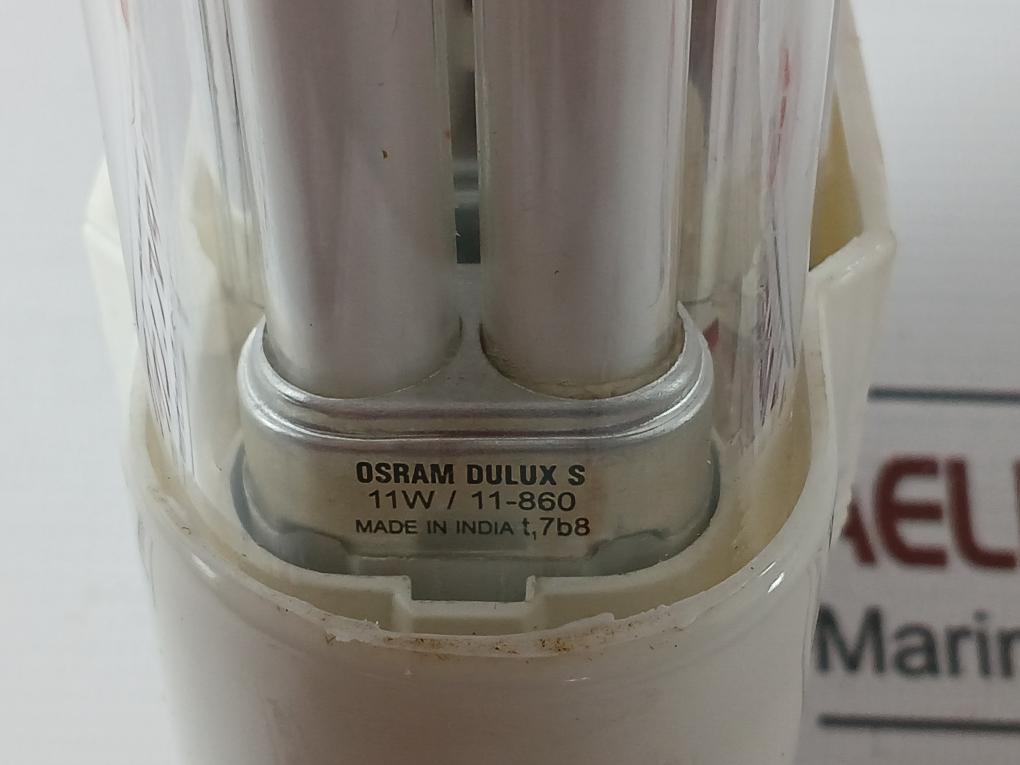 OSRAM DULUX S
11W / 11-860
MADE IN INDIA t,7b8
AEL
Marin